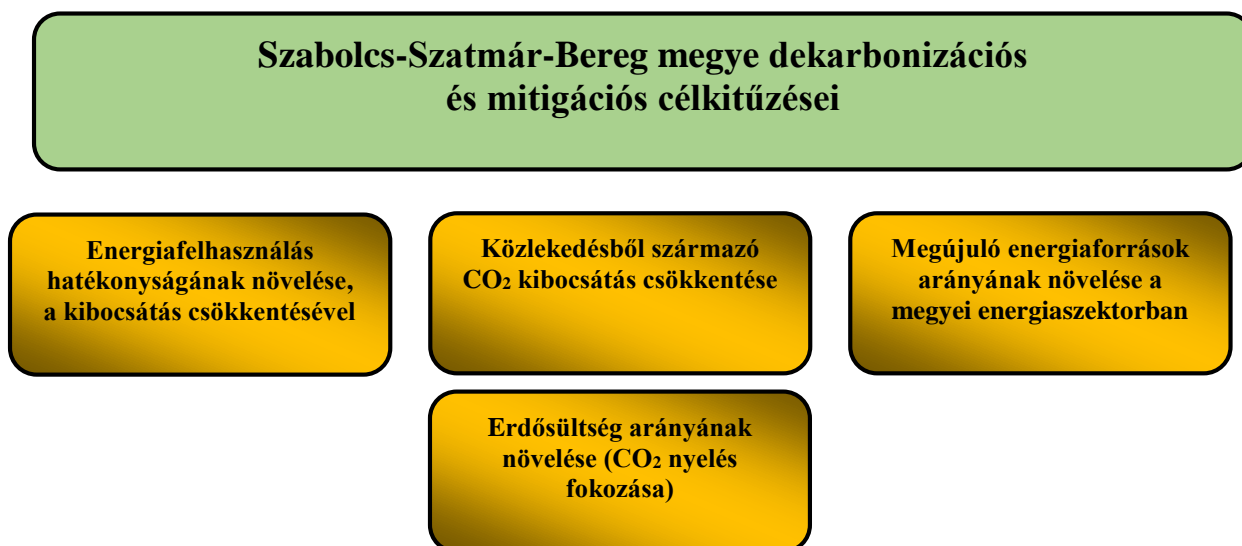 Szabolcs-Szatmár-Bereg megye dekarbonizációs
és mitigációs célkitűzései
Energiafelhasználás
hatékonyságának növelése,
a kibocsátás csökkentésével
Közlekedésből származó
CO₂ kibocsátás csökkentése
Megújuló energiaforrások
arányának növelése a
megyei energiaszektorban
Erdősültség arányának
növelése (CO₂ nyelés
fokozása)